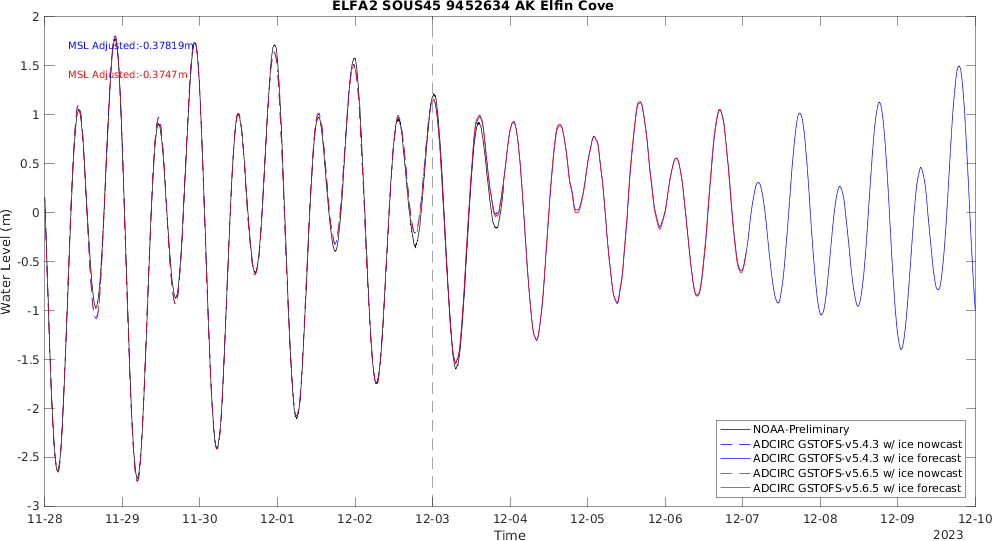 ELFA2 SOUS45 9452634 AK Elfin Cove
MSL Adjusted:-0.37819m
MSL Adjusted:-0.3747m
Water Level (m)
2
1.5
1
0.5
0
-0.5
-1
-1.5
-2
-2.5
-3
NOAA-Preliminary
ADCIRC GSTOFS-v5.4.3 w/ ice nowcast
ADCIRC GSTOFS-v5.4.3 w/ ice forecast
ADCIRC GSTOFS-v5.6.5 w/ ice nowcast
ADCIRC GSTOFS-v5.6.5 w/ ice forecast
11-28 11-29 11-30 12-01 12-02 12-03 12-04 12-05 12-06 12-07 12-08 12-09 12-10
Time
2023